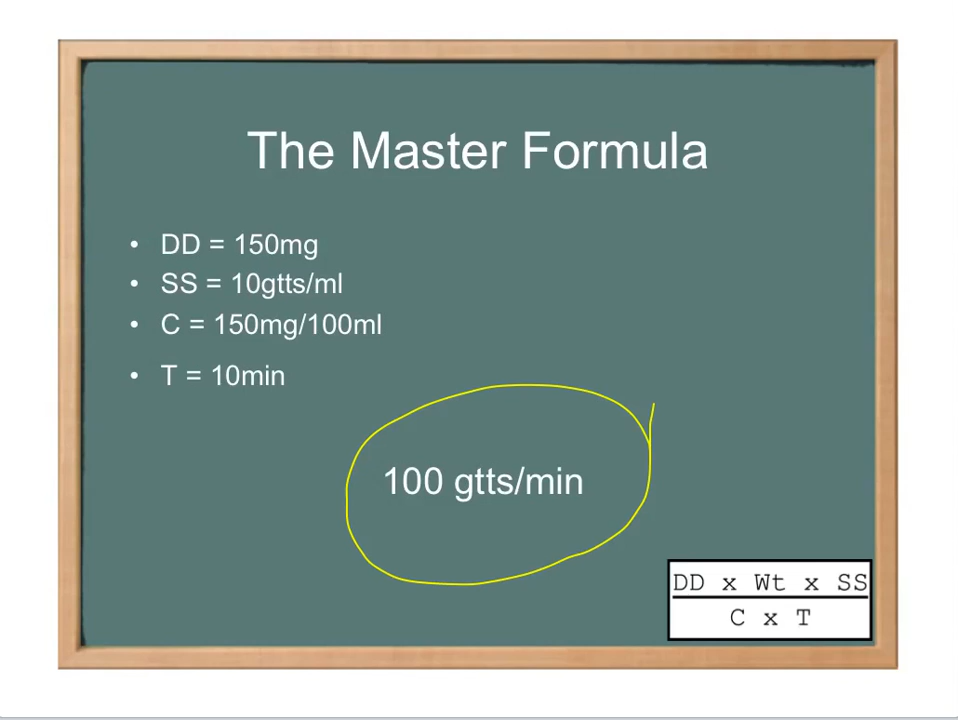 The Master Formula
• DD = 150mg
• SS = 10gtts/ml
• C = 150mg/100ml
• T = 10min
100 gtts/min
DD x Wt x SS
C x T